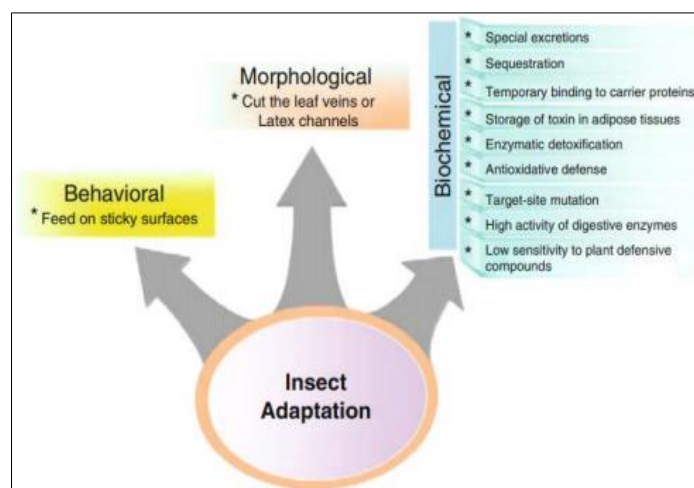 Morphological
* Cut the leaf veins or
Latex channels
Behavioral
* Feed on sticky surfaces
Biochemical
* Special excretions
* Sequestration
* Temporary binding to carrier proteins
* Storage of toxin in adipose tissues
* Enzymatic detoxification
* Antioxidative defense
* Target-site mutation
* High activity of digestive enzymes
* Low sensitivity to plant defensive
compounds
Insect
Adaptation